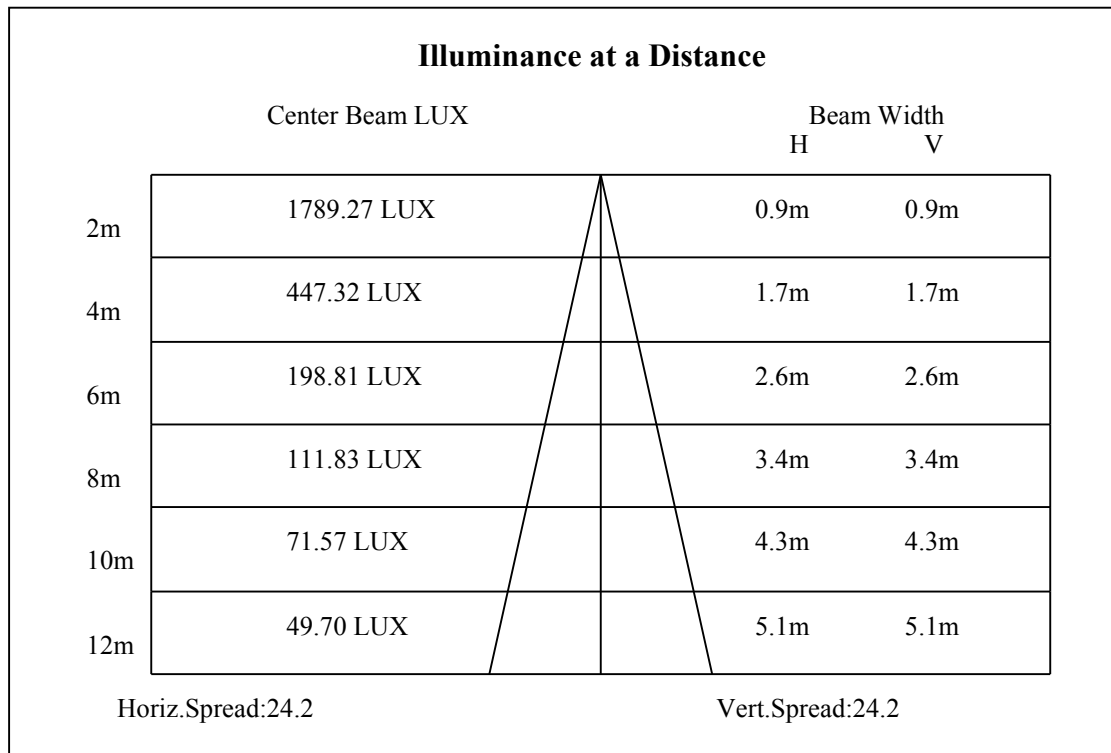 Illuminance at a Distance
Center Beam LUX Beam Width
H V
2m 1789.27 LUX 0.9m 0.9m
4m 447.32 LUX 1.7m 1.7m
6m 198.81 LUX 2.6m 2.6m
8m 111.83 LUX 3.4m 3.4m
10m 71.57 LUX 4.3m 4.3m
12m 49.70 LUX 5.1m 5.1m
Horiz.Spread:24.2 Vert.Spread:24.2